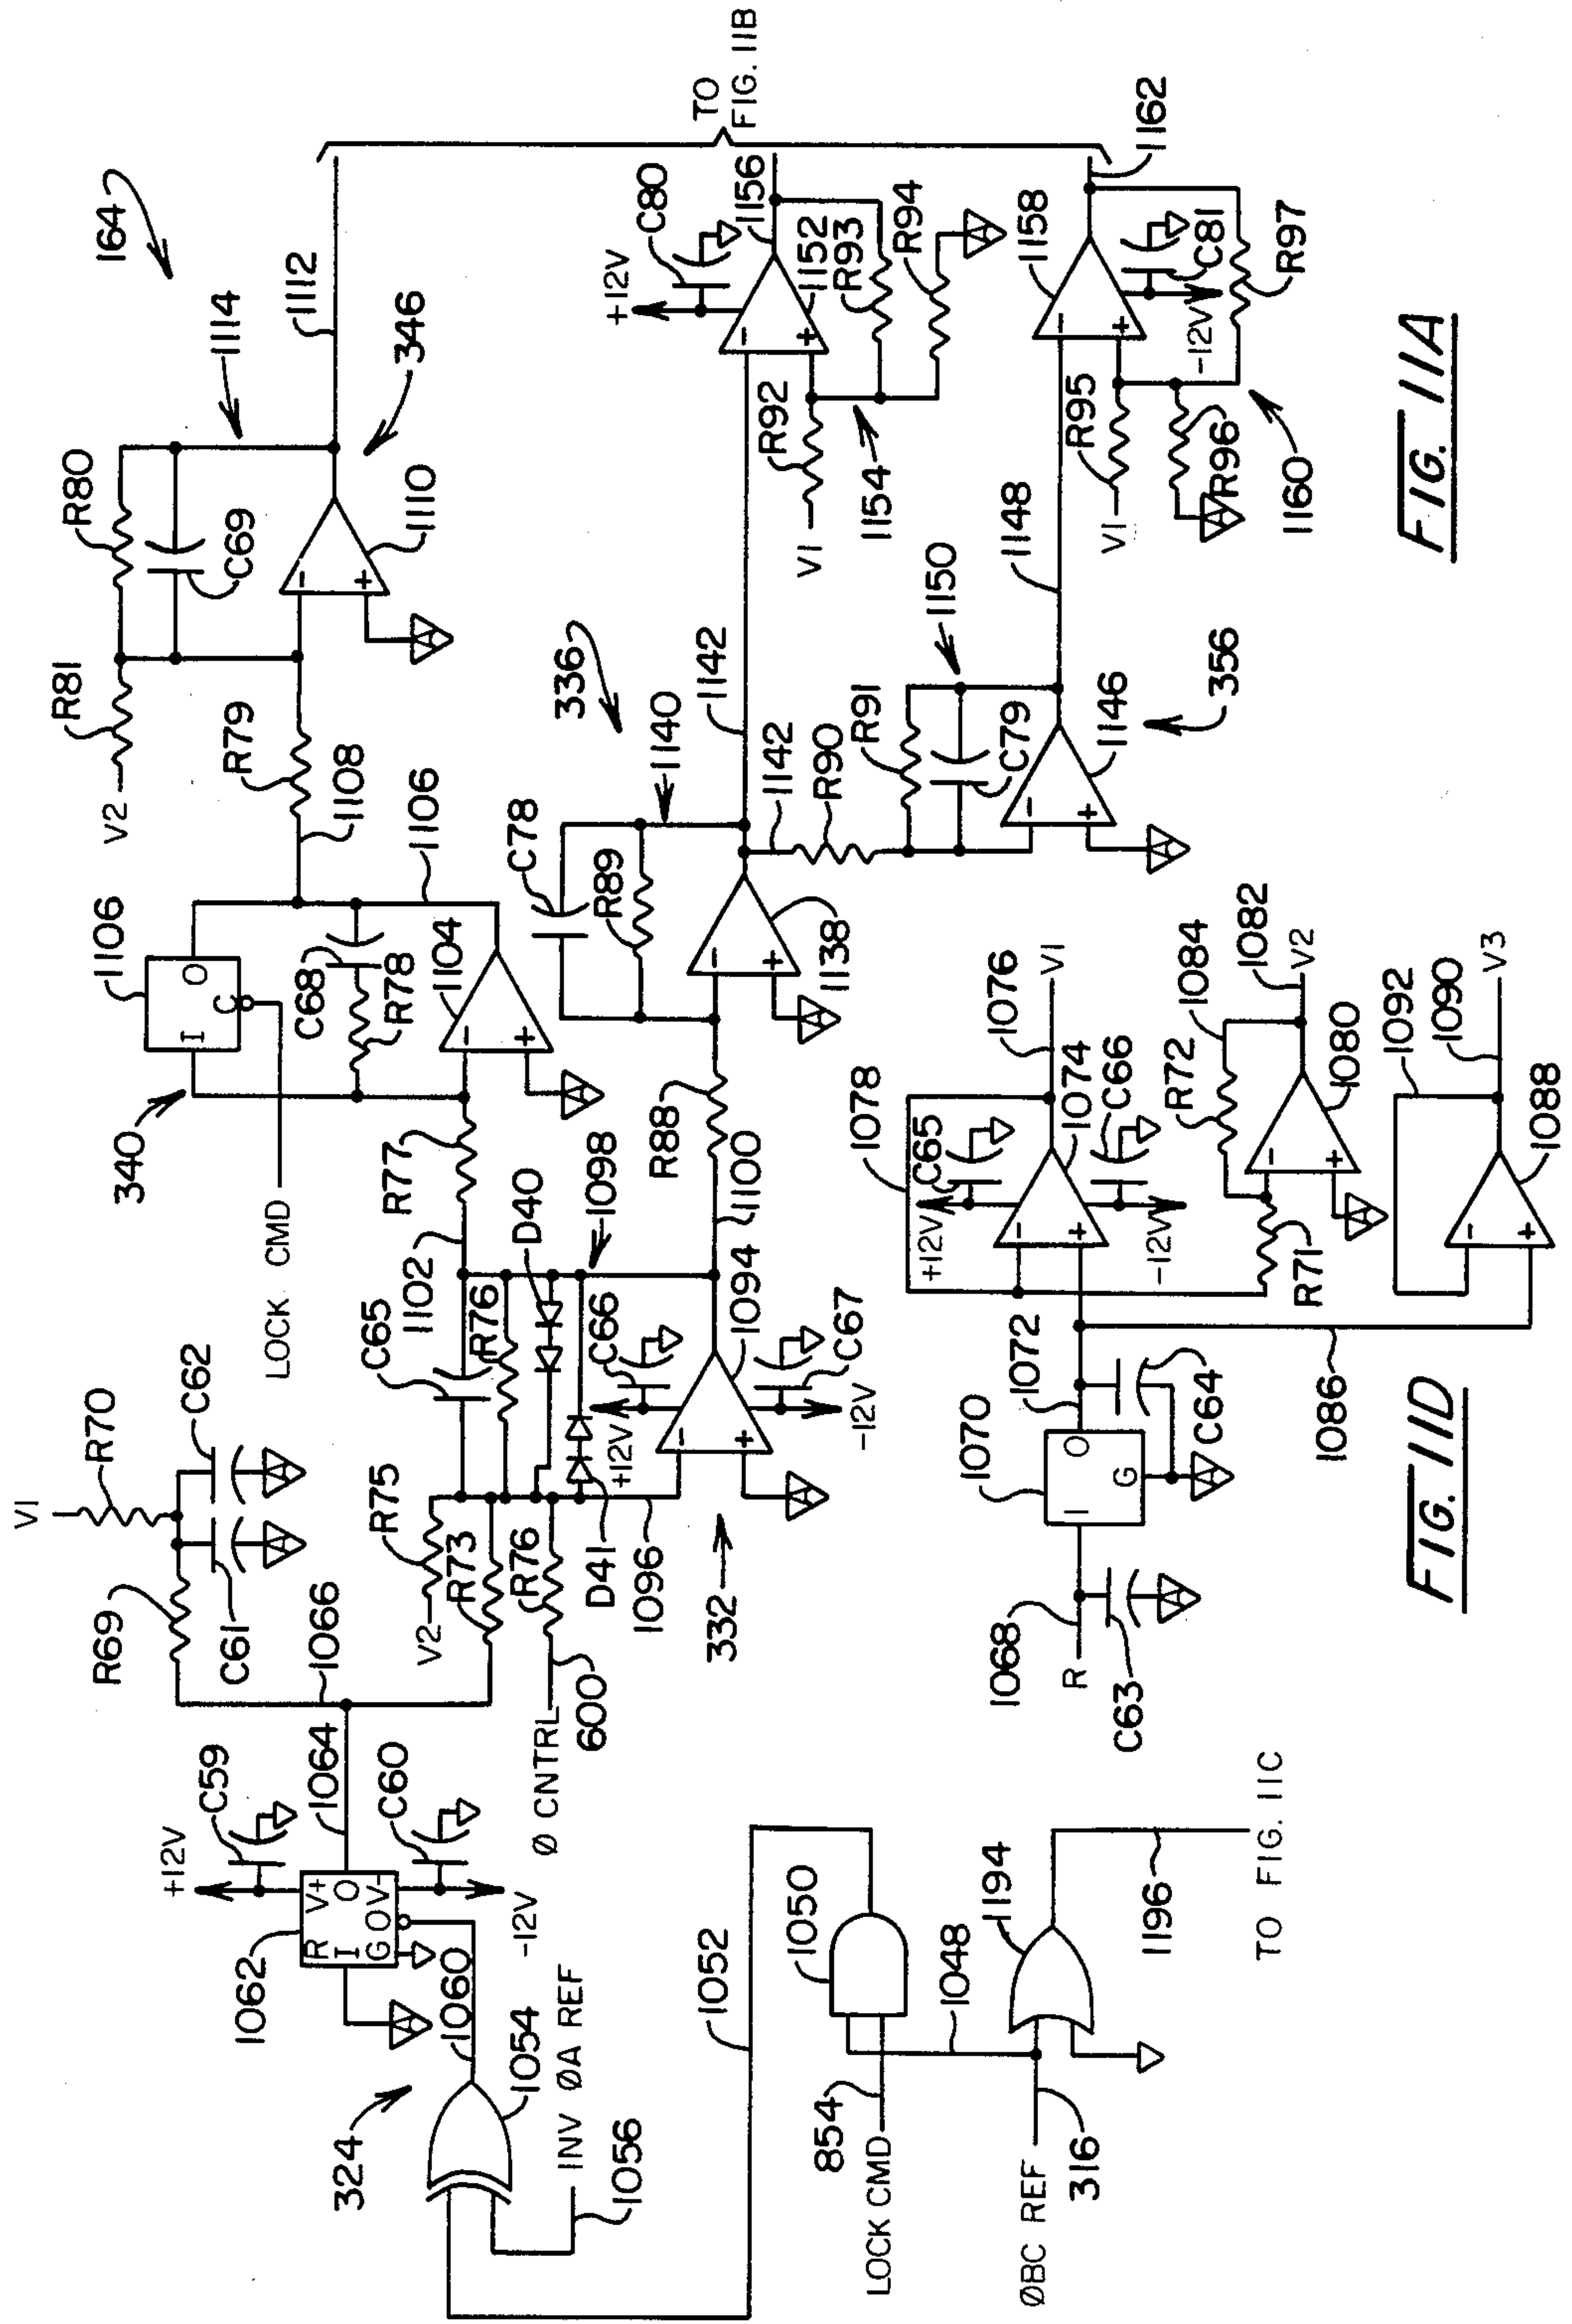 164
TO
FIG. 11B
R81
R80
C69
1114
1112
V2
R79
1108
346
1110
1106
I
O
C
340
C68
R78
1106
1104
-
+
LOCK CMD
R77
336
C80
+12V
1156
1152
R93
R94
R92
V1
1154
1142
1140
C78
R89
1138
1142
R90
R91
C79
1150
1148
1146
356
1158
1162
C81
-12V
R97
R95
V1
R96
1160
FIG. 11A
V1
R70
C62
R69
C61
1066
1064
+12V
C59
C60
-12V
1062
R
V+
I
O
G
O
V-
1060
1054
324
INV ØA REF
1056
C65
1102
R76
D40
1098
R75
V2
R73
R76
D41
1096
C66
+12V
1094
C67
-12V
332
Ø CNTRL
600
R88
1100
1052
1050
854
LOCK CMD
1048
1194
ØBC REF
316
1196
TO FIG. 11C
1068
R
C63
1070
I
O
G
1072
C64
1086
1078
+12V
C65
1074
C66
-12V
1076
V1
R71
R72
1084
1082
V2
1080
1092
1090
V3
1088
FIG. 11D